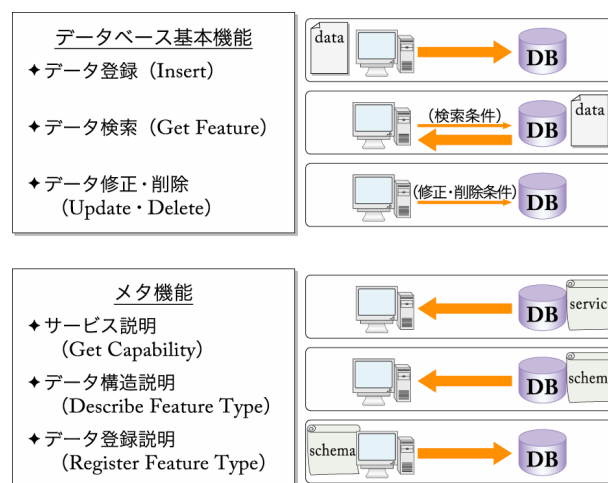 データベース基本機能
✦データ登録（Insert）
✦データ検索（Get Feature）
✦データ修正・削除
（Update・Delete）
data
DB
（検索条件）
DB
data
（修正・削除条件）
DB
メタ機能
✦サービス説明
（Get Capability）
✦データ構造説明
（Describe Feature Type）
✦データ登録説明
（Register Feature Type）
DB
servic
DB
schem
schema
DB